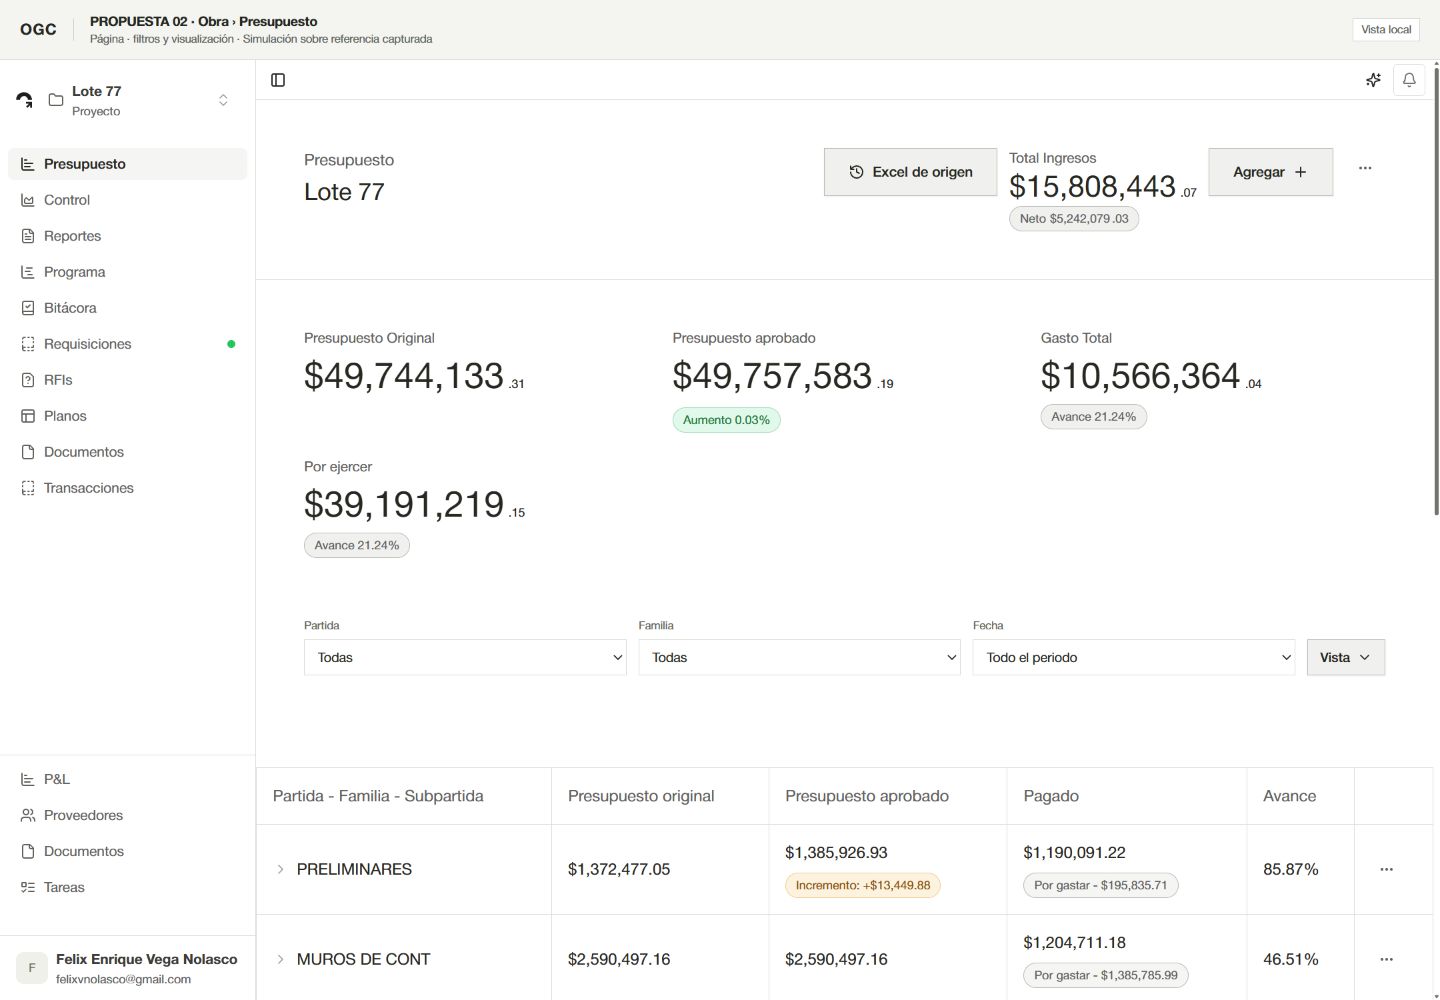 OGC
PROPUESTA 02 · Obra › Presupuesto
Página · filtros y visualización · Simulación sobre referencia capturada
Vista local
Lote 77
Proyecto
Presupuesto
Control
Reportes
Programa
Bitácora
Requisiciones
RFIs
Planos
Documentos
Transacciones
P&L
Proveedores
Documentos
Tareas
F
Felix Enrique Vega Nolasco
felixvnolasco@gmail.com
Presupuesto
Lote 77
Excel de origen
Total Ingresos
$15,808,443 .07
Neto $5,242,079 .03
Agregar +
Presupuesto Original
$49,744,133 .31
Presupuesto aprobado
$49,757,583 .19
Aumento 0.03%
Gasto Total
$10,566,364 .04
Avance 21.24%
Por ejercer
$39,191,219 .15
Avance 21.24%
Partida
Todas
Familia
Todas
Fecha
Todo el periodo
Vista
Partida - Familia - Subpartida
Presupuesto original
Presupuesto aprobado
Pagado
Avance
PRELIMINARES
$1,372,477.05
$1,385,926.93
Incremento: +$13,449.88
$1,190,091.22
Por gastar - $195,835.71
85.87%
MUROS DE CONT
$2,590,497.16
$2,590,497.16
$1,204,711.18
Por gastar - $1,385,785.99
46.51%